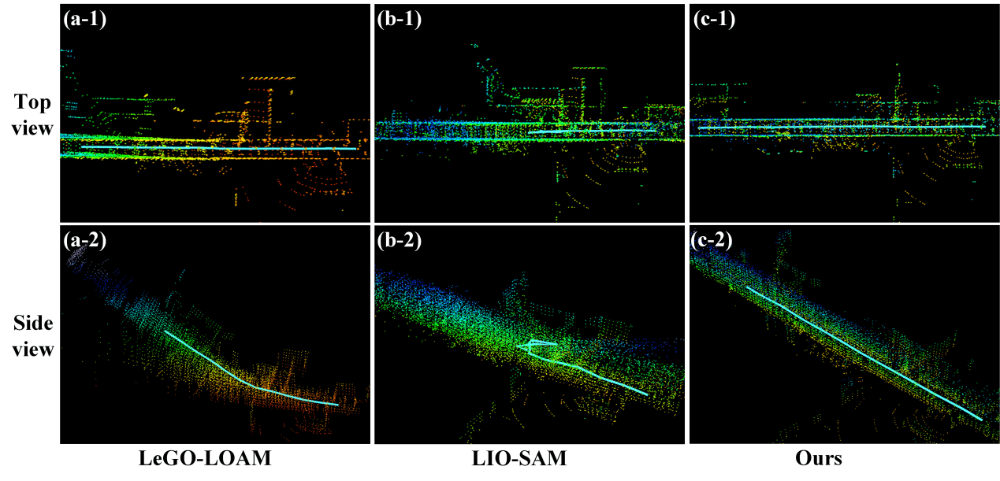 (a-1)
(b-1)
(c-1)
Top
view
(a-2)
(b-2)
(c-2)
Side
view
LeGO-LOAM
LIO-SAM
Ours